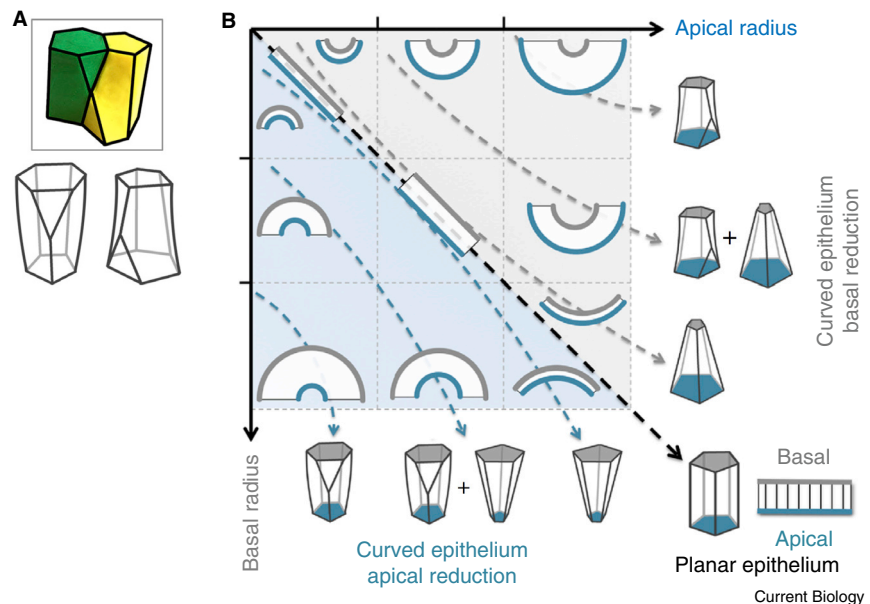 A
B
Apical radius
Curved epithelium
basal reduction
+
Basal radius
+
Curved epithelium
apical reduction
Basal
Apical
Planar epithelium
Current Biology